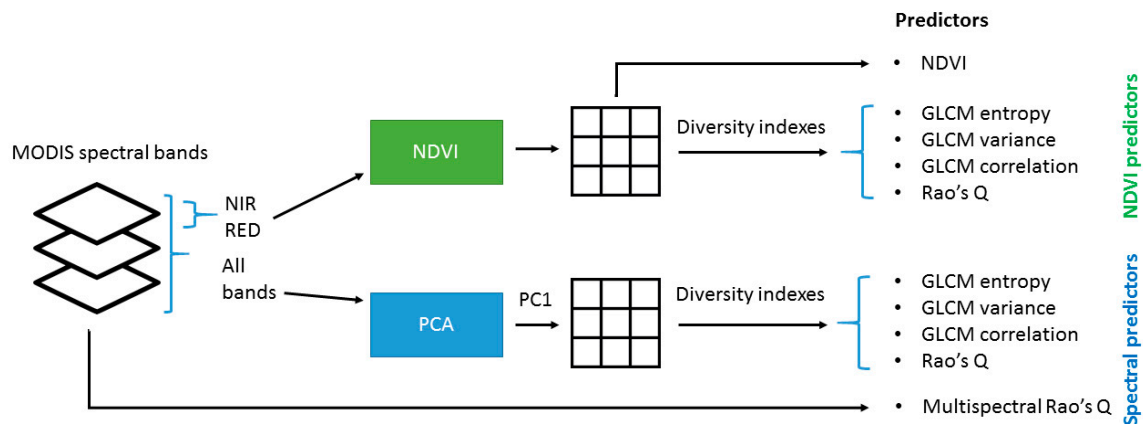 Predictors
• NDVI
• GLCM entropy
• GLCM variance
• GLCM correlation
• Rao's Q
NDVI predictors
Diversity indexes
NDVI
MODIS spectral bands
NIR
RED
All
bands
PCA
PC1
Diversity indexes
• GLCM entropy
• GLCM variance
• GLCM correlation
• Rao's Q
• Multispectral Rao's Q
Spectral predictors